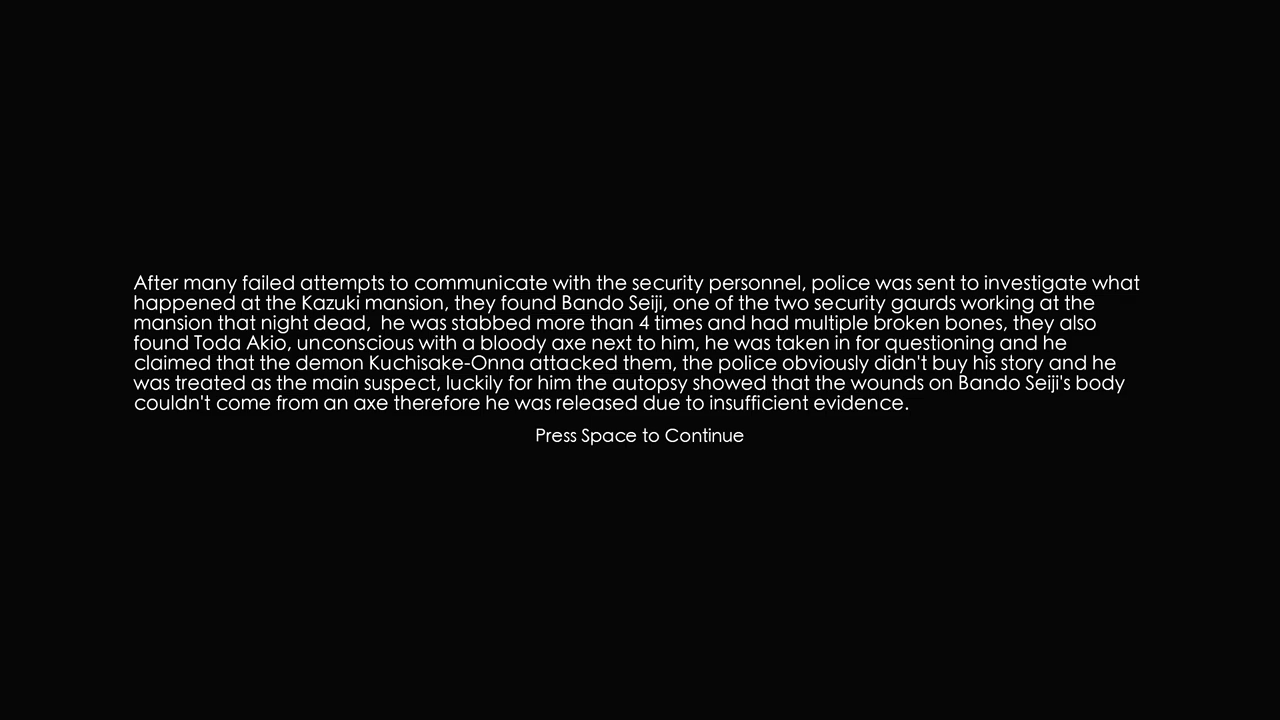 After many failed attempts to communicate with the security personnel, police was sent to investigate what
happened at the Kazuki mansion, they found Bando Seiji, one of the two security gaurds working at the
mansion that night dead,  he was stabbed more than 4 times and had multiple broken bones, they also
found Toda Akio, unconscious with a bloody axe next to him, he was taken in for questioning and he
claimed that the demon Kuchisake-Onna attacked them, the police obviously didn't buy his story and he
was treated as the main suspect, luckily for him the autopsy showed that the wounds on Bando Seiji's body
couldn't come from an axe therefore he was released due to insufficient evidence.
Press Space to Continue